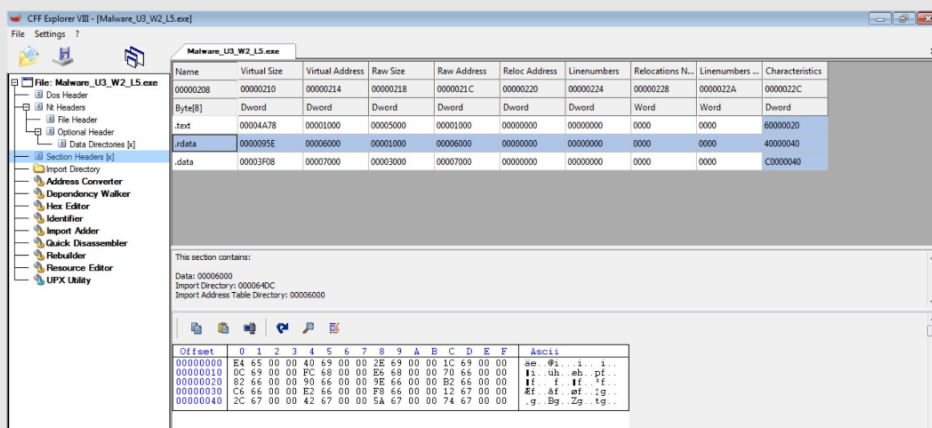 CFF Explorer VIII - [Malware_U3_W2_L5.exe]
File Settings ?
Malware_U3_W2_L5.exe
File: Malware_U3_W2_L5.exe
Dos Header
Nt Headers
File Header
Optional Header
Data Directories [x]
Section Headers [x]
Import Directory
Address Converter
Dependency Walker
Hex Editor
Identifier
Import Adder
Quick Disassembler
Rebuilder
Resource Editor
UPX Utility
Name Virtual Size Virtual Address Raw Size Raw Address Reloc Address Linenumbers Relocations N... Linenumbers ... Characteristics
00000208 00000210 00000214 00000218 0000021C 00000220 00000224 00000228 0000022A 0000022C
Byte[8] Dword Dword Dword Dword Dword Dword Word Word Dword
.text 00004A78 00001000 00005000 00001000 00000000 00000000 0000 0000 60000020
.rdata 0000095E 00006000 00001000 00006000 00000000 00000000 0000 0000 40000040
.data 00003F08 00007000 00003000 00007000 00000000 00000000 0000 0000 C0000040
This section contains:
Data: 00006000
Import Directory: 000064DC
Import Address Table Directory: 00006000
Offset 0 1 2 3 4 5 6 7 8 9 A B C D E F Ascii
00000000 E4 65 00 00 40 69 00 00 2E 69 00 00 1C 69 00 00 äe..@i...i...i..
00000010 0C 69 00 00 FC 68 00 00 E6 68 00 00 70 66 00 00 .i..üh..æh..pf..
00000020 82 66 00 00 90 66 00 00 9E 66 00 00 B2 66 00 00
00000030 C6 66 00 00 E2 66 00 00 F8 66 00 00 12 67 00 00 Æf..âf..øf..Ig..
00000040 2C 67 00 00 42 67 00 00 5A 67 00 00 74 67 00 00 ,g..Bg..Zg..tg..